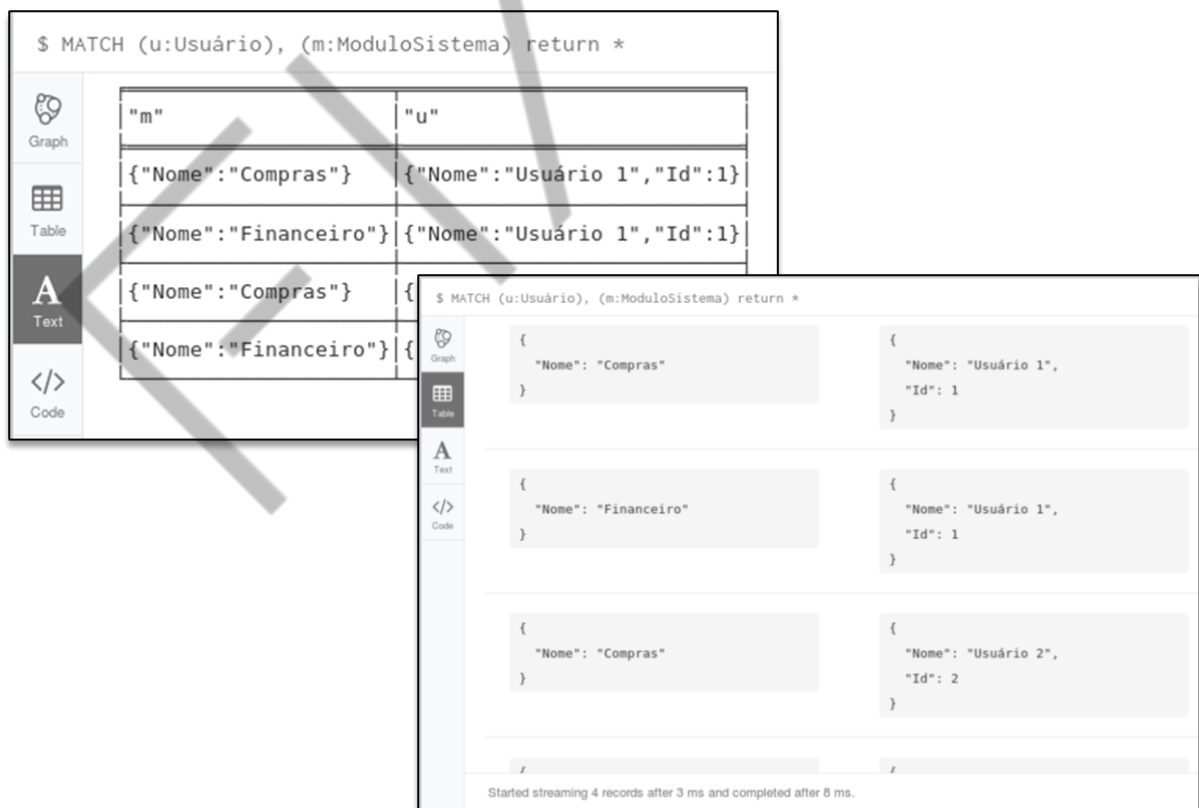 $ MATCH (u:Usuário), (m:ModuloSistema) return *
Graph
Table
A
Text
</>
Code
"m" "u"
{"Nome":"Compras"} {"Nome":"Usuário 1","Id":1}
{"Nome":"Financeiro"} {"Nome":"Usuário 1","Id":1}
{"Nome":"Compras"} {
{"Nome":"Financeiro"} {
$ MATCH (u:Usuário), (m:ModuloSistema) return *
Graph
Table
A
Text
</>
Code
{
"Nome": "Compras"
}
{
"Nome": "Usuário 1",
"Id": 1
}
{
"Nome": "Financeiro"
}
{
"Nome": "Usuário 1",
"Id": 1
}
{
"Nome": "Compras"
}
{
"Nome": "Usuário 2",
"Id": 2
}
{
{
Started streaming 4 records after 3 ms and completed after 8 ms.